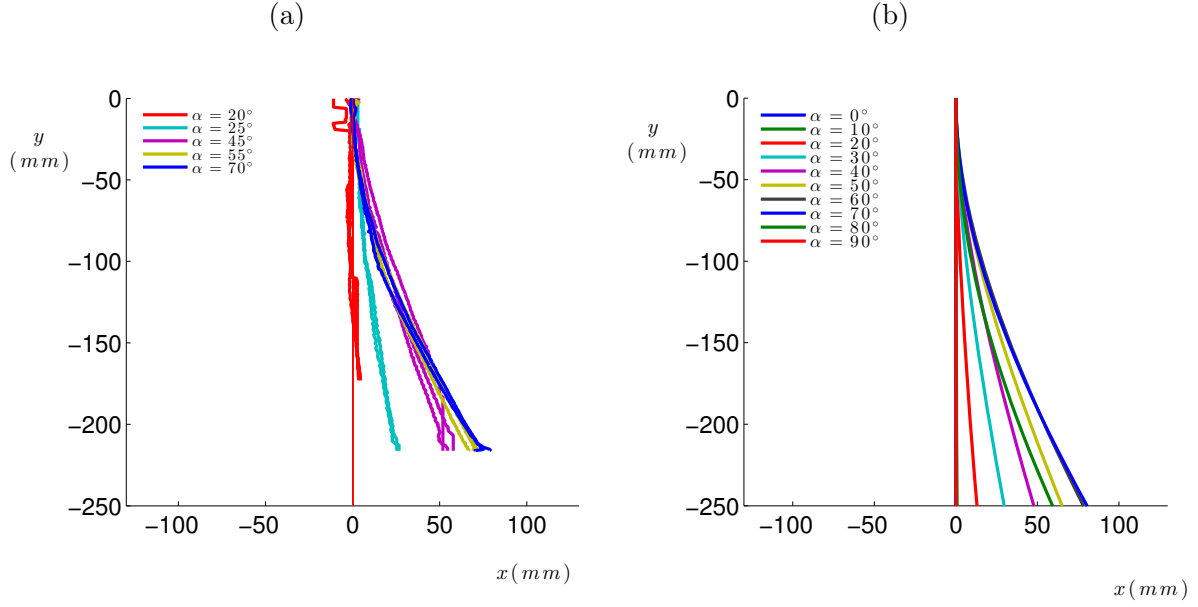 (a)
(b)
0
−50
−100
−150
−200
−250
−100
−50
0
50
100
y
(mm)
x(mm)
α = 20°
α = 25°
α = 45°
α = 55°
α = 70°
0
−50
−100
−150
−200
−250
−100
−50
0
50
100
y
(mm)
x(mm)
α = 0°
α = 10°
α = 20°
α = 30°
α = 40°
α = 50°
α = 60°
α = 70°
α = 80°
α = 90°